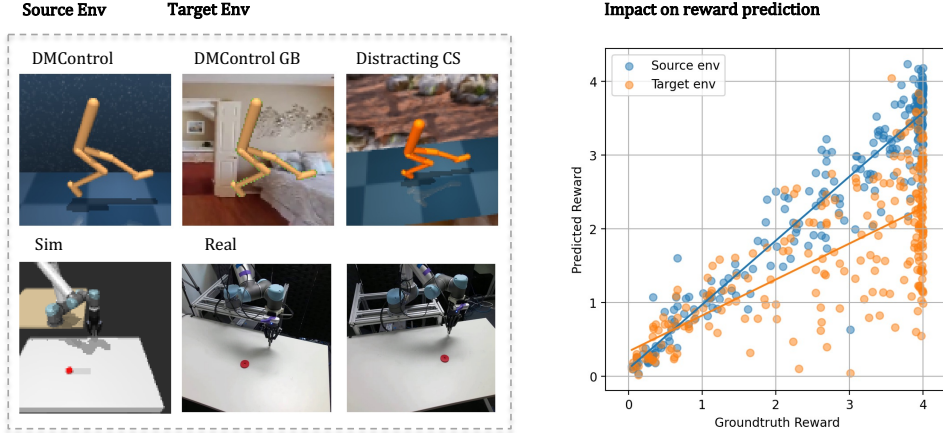 Source Env
Target Env
DMControl
DMControl GB
Distracting CS
Sim
Real
Impact on reward prediction
Source env
Target env
Predicted Reward
4
3
2
1
0
0
1
2
3
4
Groundtruth Reward